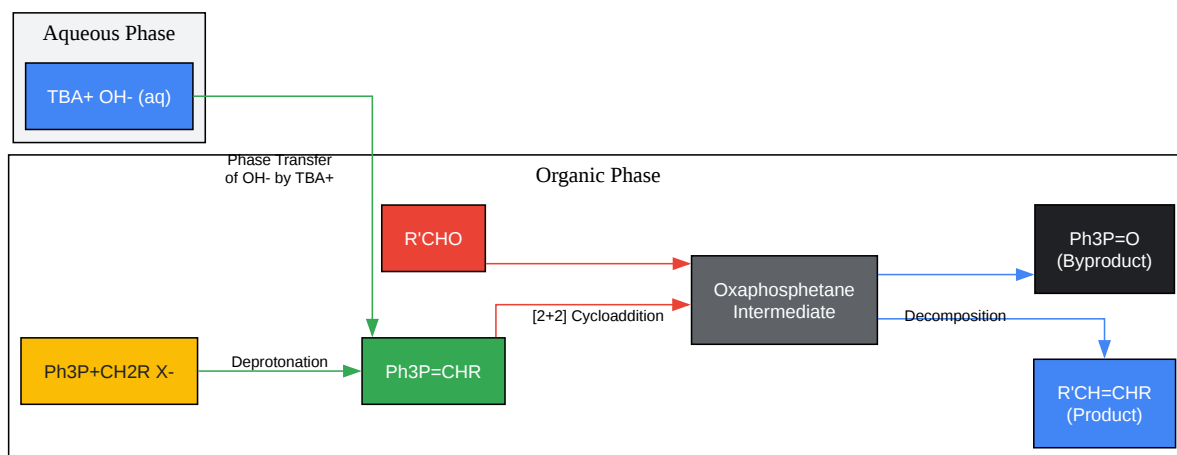 Aqueous Phase
TBA+ OH- (aq)
Phase Transfer
of OH- by TBA+
Organic Phase
R'CHO
Ph3P=O
(Byproduct)
Oxaphosphetane
Intermediate
[2+2] Cycloaddition
Decomposition
Ph3P+CH2R X-
Deprotonation
Ph3P=CHR
R'CH=CHR
(Product)